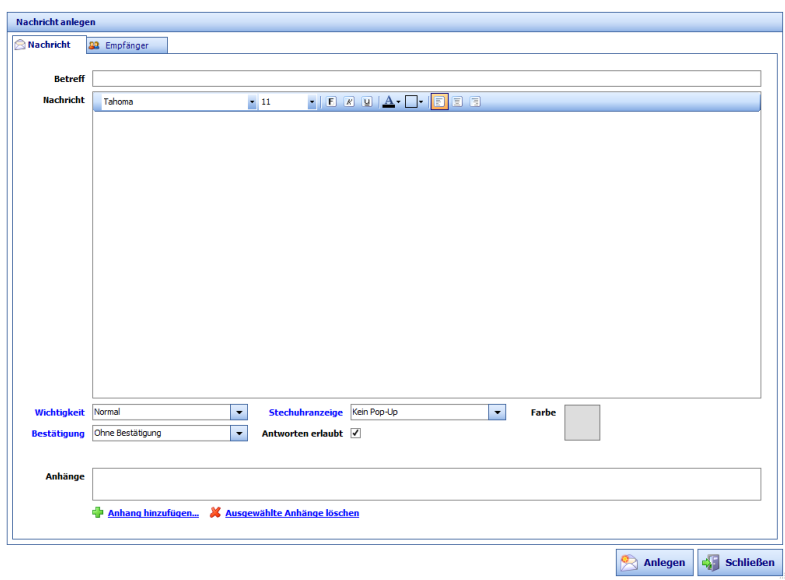 Nachricht anlegen
Nachricht
Empfänger
Betreff
Nachricht
Tahoma 11 F K U A
Wichtigkeit Normal Stechuhranzeige Kein Pop-Up Farbe
Bestätigung Ohne Bestätigung Antworten erlaubt
Anhänge
Anhang hinzufügen... Ausgewählte Anhänge löschen
Anlegen Schließen